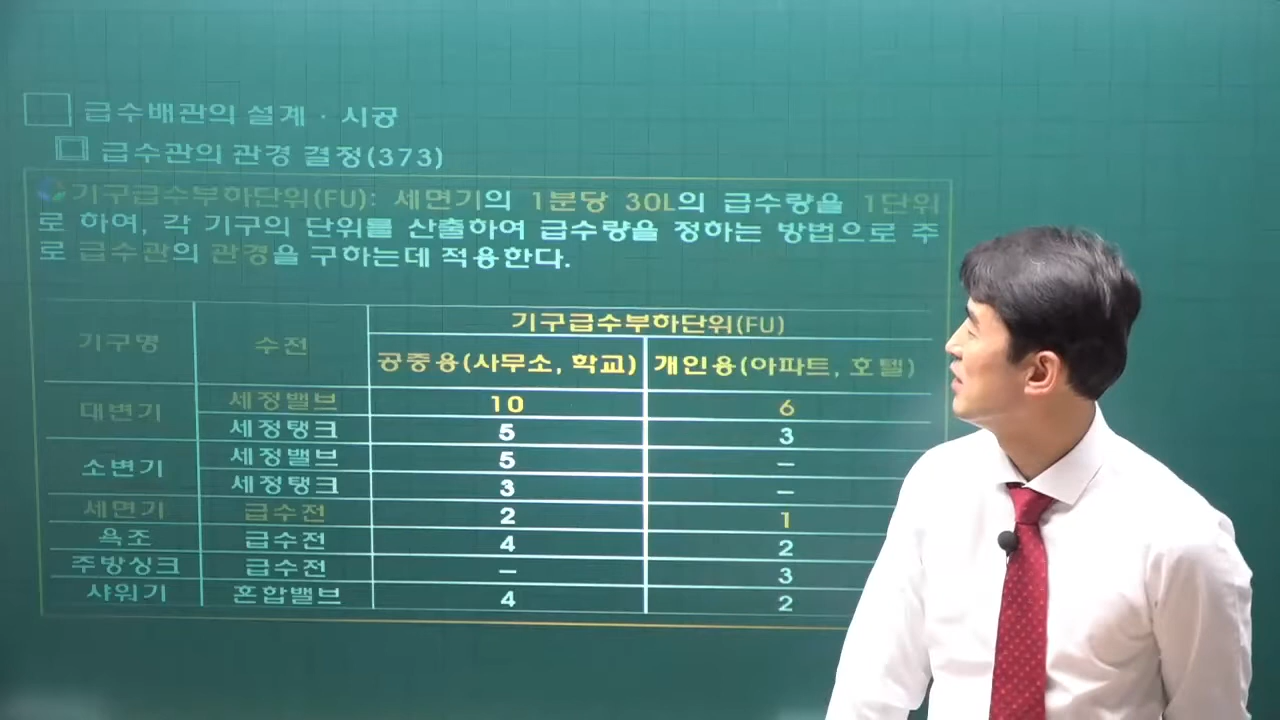 급수배관의 설계 · 시공
급수관의 관경 결정(373)
기구급수부하단위(FU): 세면기의 1분당 30L의 급수량을 1단위
로 하여, 각 기구의 단위를 산출하여 급수량을 정하는 방법으로 주
로 급수관의 관경을 구하는데 적용한다.
기구명 수전 기구급수부하단위(FU)
공중용(사무소, 학교) 개인용(아파트, 호텔)
대변기 세정밸브 10 6
세정탱크 5 3
소변기 세정밸브 5 –
세정탱크 3 –
세면기 급수전 2 1
욕조 급수전 4 2
주방싱크 급수전 – 3
샤워기 혼합밸브 4 2